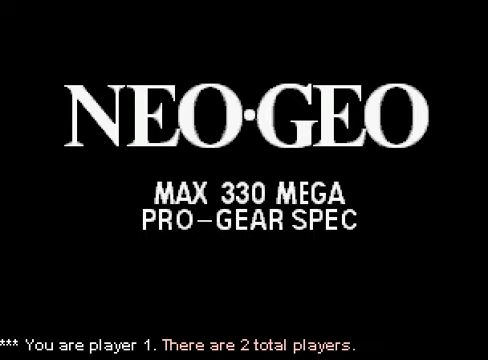 NEO·GEO
MAX 330 MEGA
PRO-GEAR SPEC
*** You are player 1. There are 2 total players.